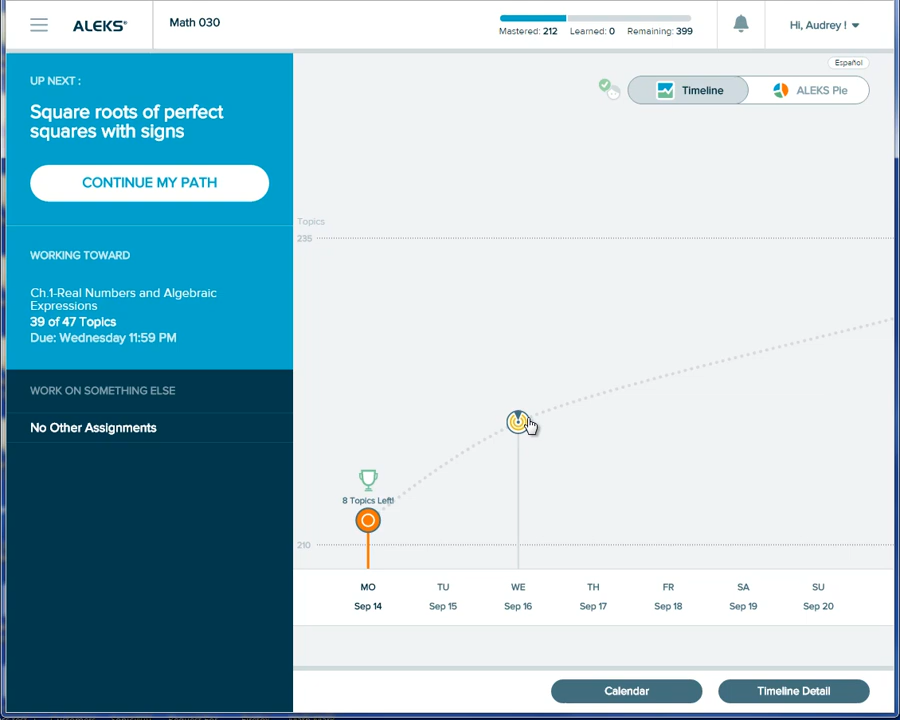 ALEKS®
Math 030
Mastered: 212 Learned: 0 Remaining: 399
Hi, Audrey !
Español
Timeline
ALEKS Pie
UP NEXT :
Square roots of perfect
squares with signs
CONTINUE MY PATH
WORKING TOWARD
Ch.1-Real Numbers and Algebraic
Expressions
39 of 47 Topics
Due: Wednesday 11:59 PM
WORK ON SOMETHING ELSE
No Other Assignments
Topics
235
8 Topics Left!
210
MO TU WE TH FR SA SU
Sep 14 Sep 15 Sep 16 Sep 17 Sep 18 Sep 19 Sep 20
Calendar
Timeline Detail